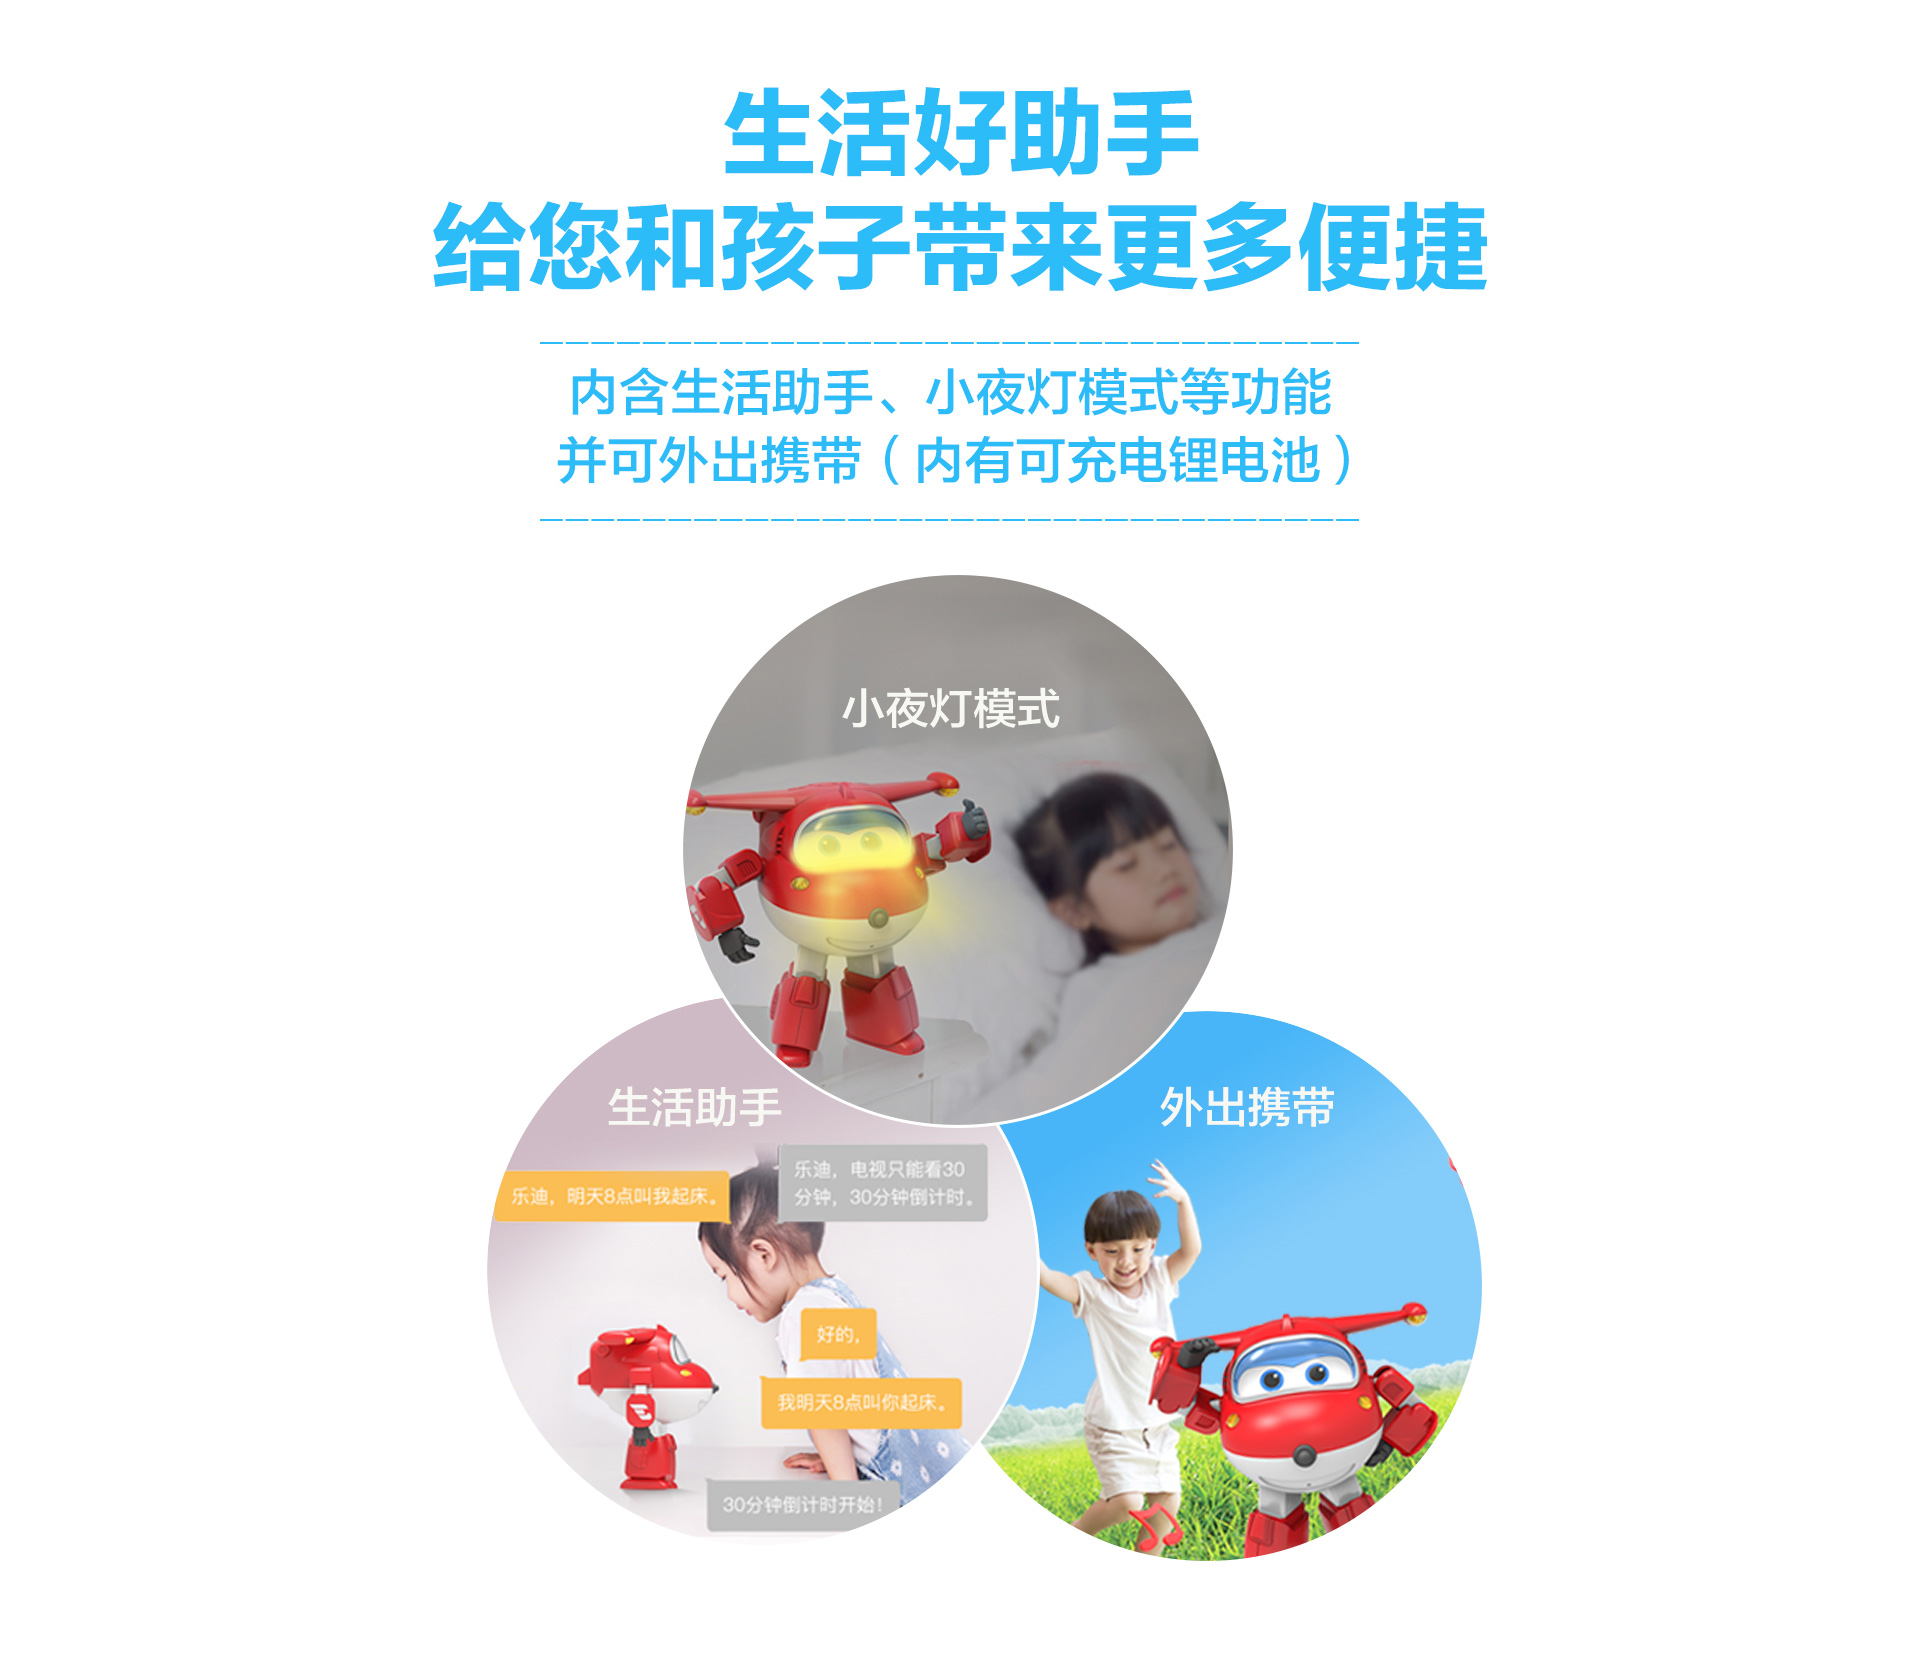 生活好助手
给您和孩子带来更多便捷
内含生活助手、小夜灯模式等功能
并可外出携带（内有可充电锂电池）
小夜灯模式
生活助手
外出携带
乐迪，电视只能看30
分钟，30分钟倒计时。
乐迪，明天8点叫我起床。
好的，
我明天8点叫你起床。
30分钟倒计时开始！